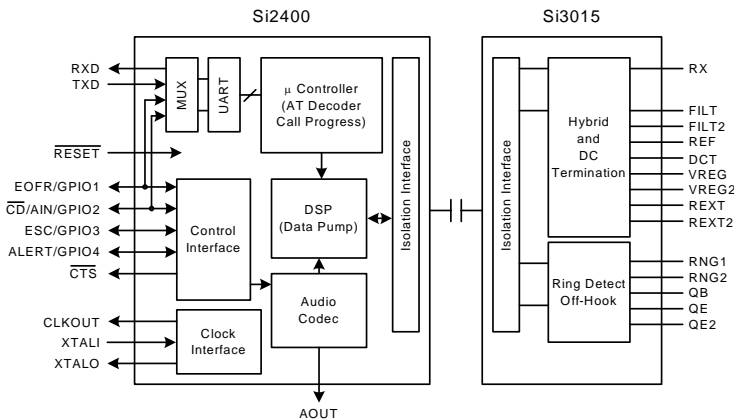 Si2400
Si3015
RXD
TXD
RESET
EOFR/GPIO1
CD/AIN/GPIO2
ESC/GPIO3
ALERT/GPIO4
CTS
CLKOUT
XTALI
XTALO
MUX
UART
µ Controller
(AT Decoder
Call Progress)
Control
Interface
DSP
(Data Pump)
Clock
Interface
Audio
Codec
AOUT
Isolation Interface
Isolation Interface
Hybrid
and
DC
Termination
Ring Detect
Off-Hook
RX
FILT
FILT2
REF
DCT
VREG
VREG2
REXT
REXT2
RNG1
RNG2
QB
QE
QE2